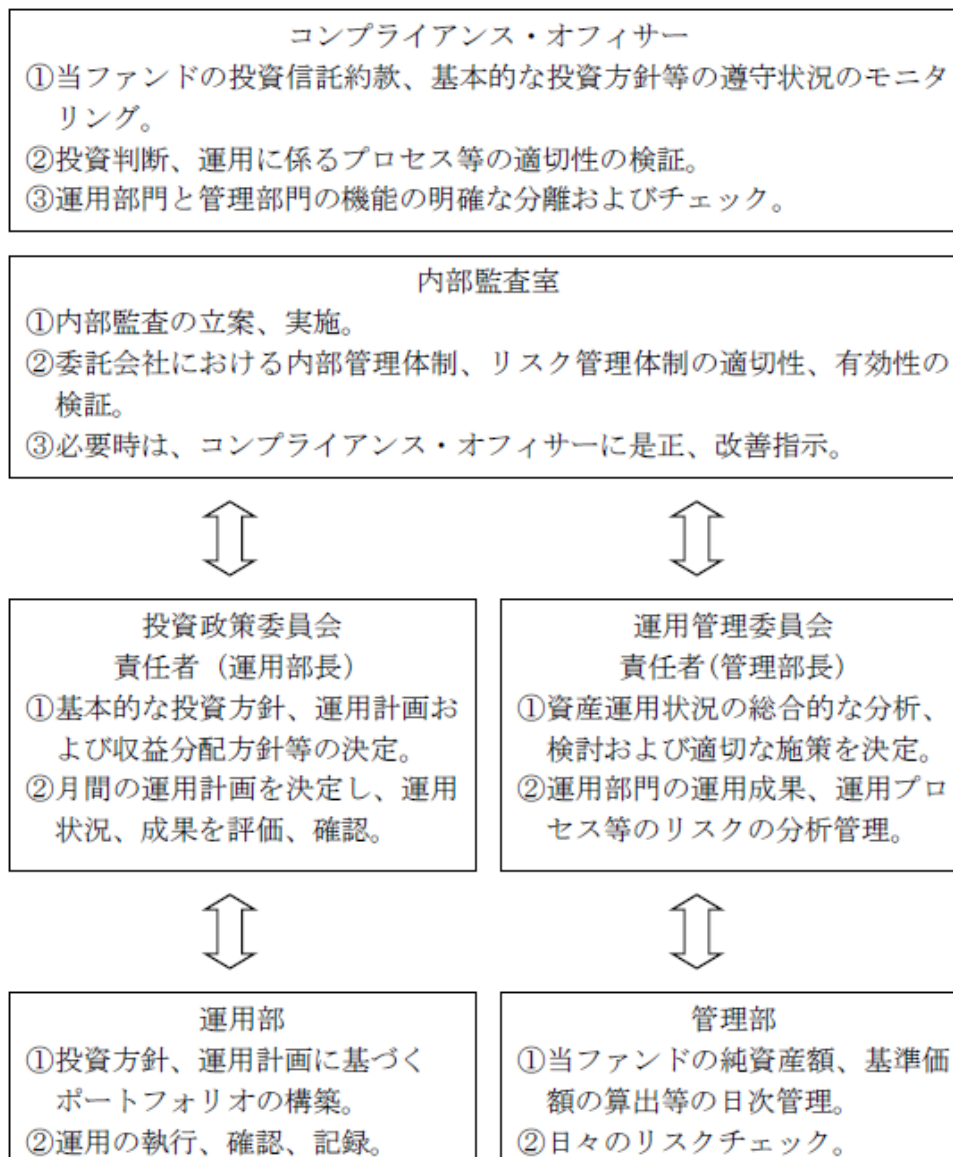 コンプライアンス・オフィサー
①当ファンドの投資信託約款、基本的な投資方針等の遵守状況のモニタ
リング。
②投資判断、運用に係るプロセス等の適切性の検証。
③運用部門と管理部門の機能の明確な分離およびチェック。
内部監査室
①内部監査の立案、実施。
②委託会社における内部管理体制、リスク管理体制の適切性、有効性の
検証。
③必要時は、コンプライアンス・オフィサーに是正、改善指示。
投資政策委員会
責任者（運用部長）
①基本的な投資方針、運用計画お
よび収益分配方針等の決定。
②月間の運用計画を決定し、運用
状況、成果を評価、確認。
運用管理委員会
責任者(管理部長）
①資産運用状況の総合的な分析、
検討および適切な施策を決定。
②運用部門の運用成果、運用プロ
セス等のリスクの分析管理。
運用部
①投資方針、運用計画に基づく
ポートフォリオの構築。
②運用の執行、確認、記録。
管理部
①当ファンドの純資産額、基準価
額の算出等の日次管理。
②日々のリスクチェック。